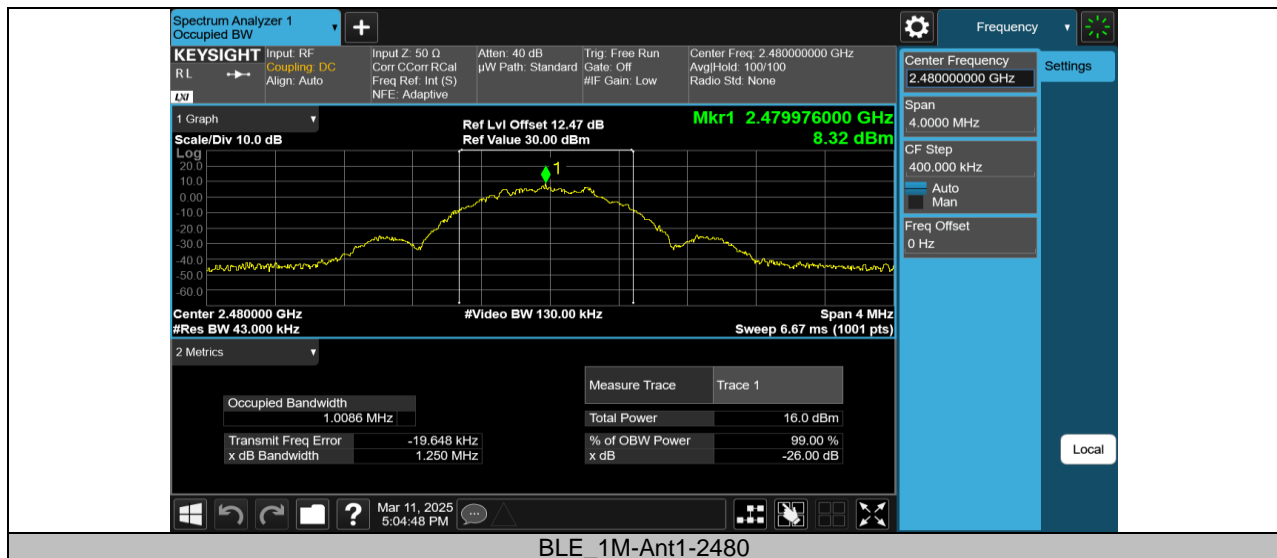 Spectrum Analyzer 1
Occupied BW
Frequency
KEYSIGHT
RL
LXI
Input: RF
Coupling: DC
Align: Auto
Input Z: 50 Ω
Corr CCorr RCal
Freq Ref: Int (S)
NFE: Adaptive
Atten: 40 dB
µW Path: Standard
Trig: Free Run
Gate: Off
#IF Gain: Low
Center Freq: 2.480000000 GHz
Avg|Hold: 100/100
Radio Std: None
Center Frequency
2.480000000 GHz
Settings
Span
4.0000 MHz
CF Step
400.000 kHz
Auto
Man
Freq Offset
0 Hz
1 Graph
Scale/Div 10.0 dB
Ref Lvl Offset 12.47 dB
Ref Value 30.00 dBm
Mkr1 2.479976000 GHz
8.32 dBm
Log
20.0
10.0
0.00
-10.0
-20.0
-30.0
-40.0
-50.0
-60.0
1
Center 2.480000 GHz
#Res BW 43.000 kHz
#Video BW 130.00 kHz
Span 4 MHz
Sweep 6.67 ms (1001 pts)
2 Metrics
Occupied Bandwidth
1.0086 MHz
Transmit Freq Error -19.648 kHz
x dB Bandwidth 1.250 MHz
Measure Trace Trace 1
Total Power 16.0 dBm
% of OBW Power 99.00 %
x dB -26.00 dB
Local
Mar 11, 2025
5:04:48 PM
BLE_1M-Ant1-2480